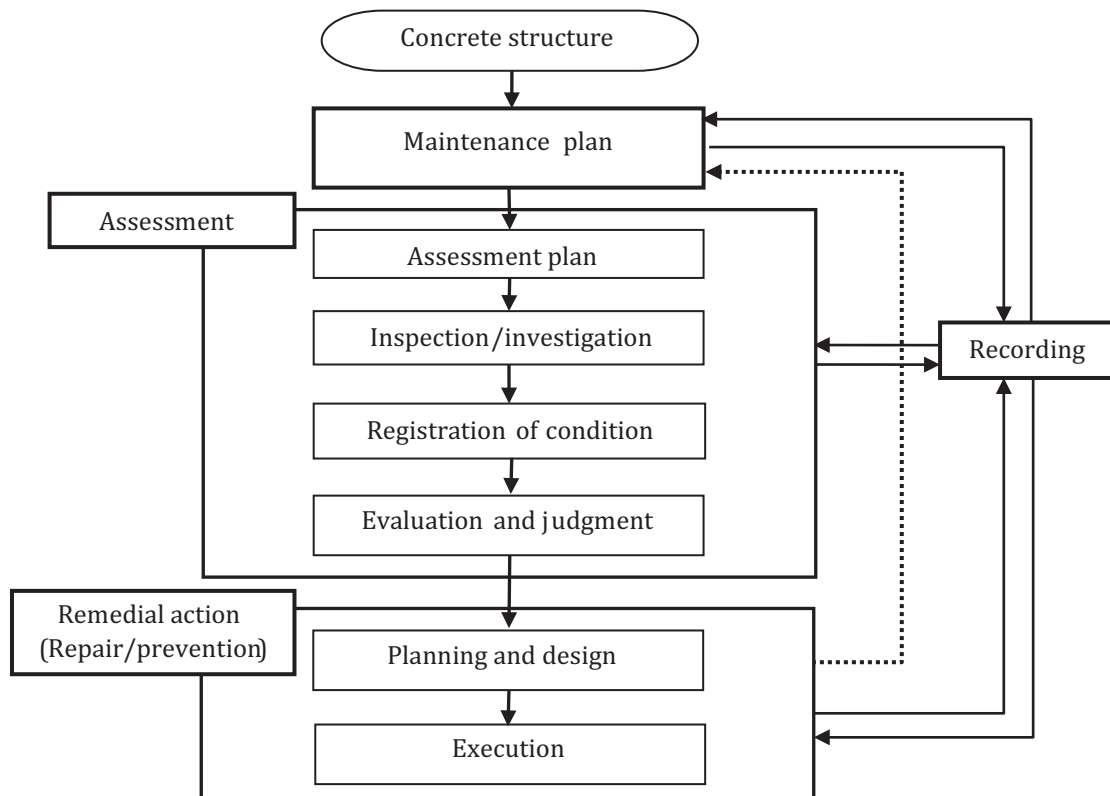 Concrete structure
Maintenance plan
Assessment
Assessment plan
Inspection/investigation
Recording
Registration of condition
Evaluation and judgment
Remedial action
(Repair/prevention)
Planning and design
Execution